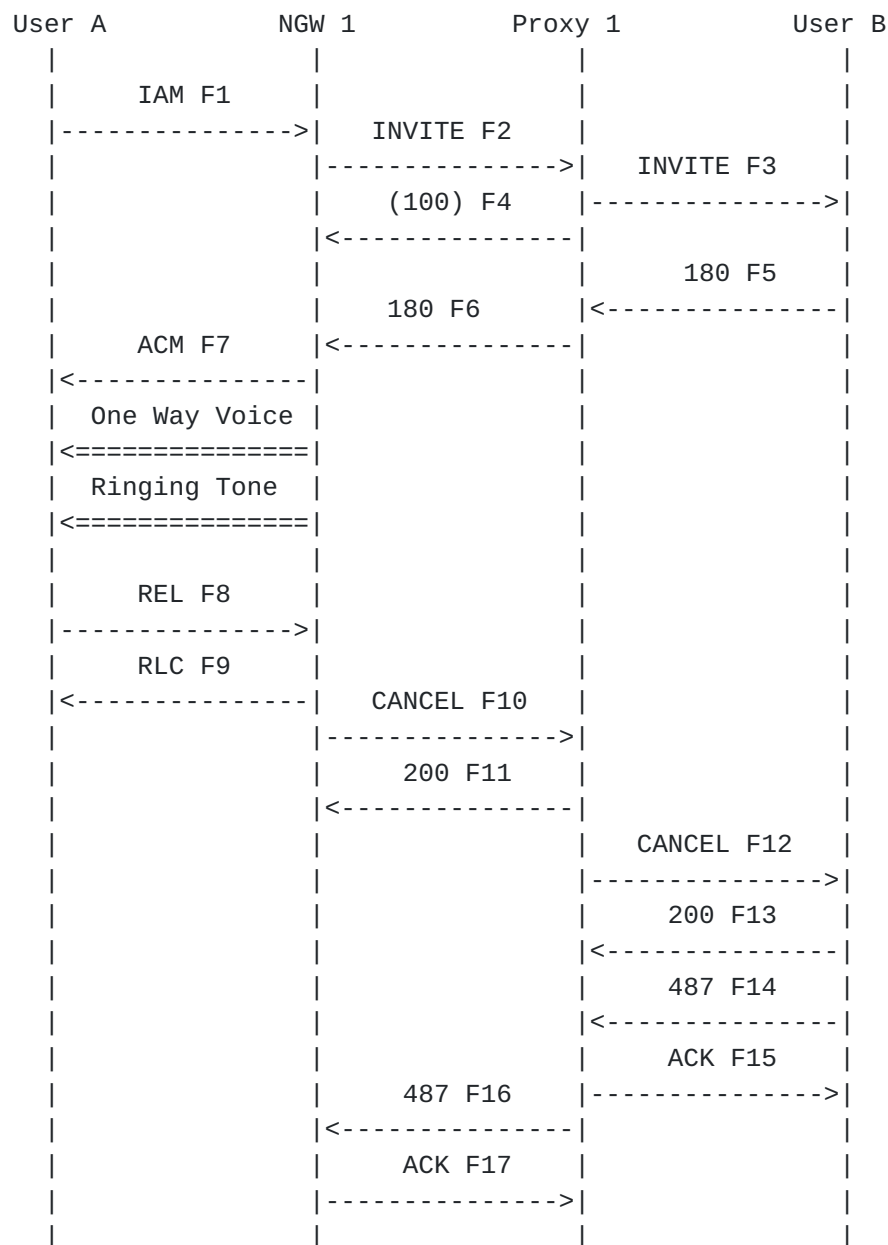 User A NGW 1 Proxy 1 User B
IAM F1
INVITE F2
INVITE F3
(100) F4
180 F5
180 F6
ACM F7
One Way Voice
Ringing Tone
REL F8
RLC F9
CANCEL F10
200 F11
CANCEL F12
200 F13
487 F14
ACK F15
487 F16
ACK F17